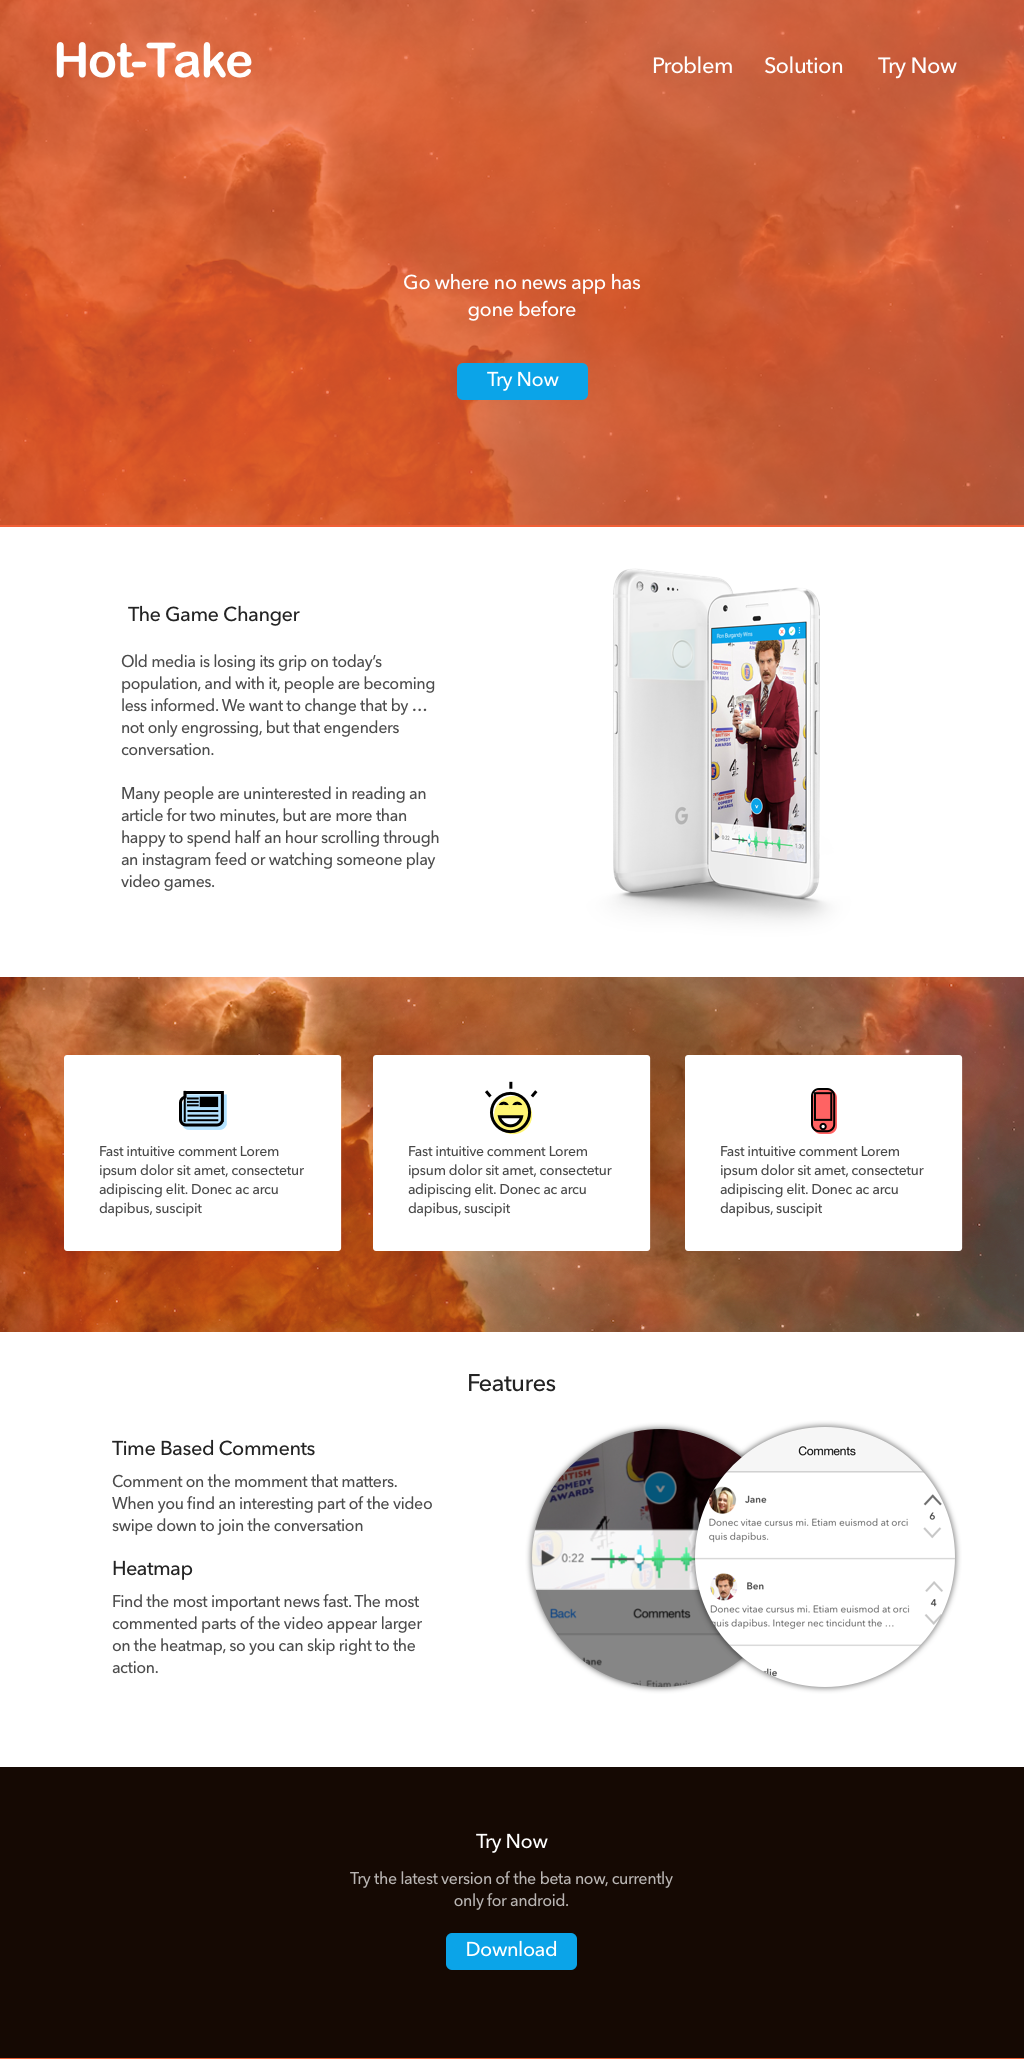 Hot-Take
Problem Solution Try Now
Go where no news app has
gone before
Try Now
The Game Changer
Old media is losing its grip on today's
population, and with it, people are becoming
less informed. We want to change that by …
not only engrossing, but that engenders
conversation.
Many people are uninterested in reading an
article for two minutes, but are more than
happy to spend half an hour scrolling through
an instagram feed or watching someone play
video games.
Ron Burgandy Wins
BRITISH
COMEDY
AWARDS
0:22
1:30
G
Fast intuitive comment Lorem
ipsum dolor sit amet, consectetur
adipiscing elit. Donec ac arcu
dapibus, suscipit
Fast intuitive comment Lorem
ipsum dolor sit amet, consectetur
adipiscing elit. Donec ac arcu
dapibus, suscipit
Fast intuitive comment Lorem
ipsum dolor sit amet, consectetur
adipiscing elit. Donec ac arcu
dapibus, suscipit
Features
Time Based Comments
Comment on the momment that matters.
When you find an interesting part of the video
swipe down to join the conversation
Heatmap
Find the most important news fast. The most
commented parts of the video appear larger
on the heatmap, so you can skip right to the
action.
BRITISH
COMEDY
AWARDS
0:22
Back Comments
Jane
Comments
Jane
Donec vitae cursus mi. Etiam euismod at orci
quis dapibus.
6
Ben
Donec vitae cursus mi. Etiam euismod at orci
quis dapibus. Integer nec tincidunt the …
4
Try Now
Try the latest version of the beta now, currently
only for android.
Download